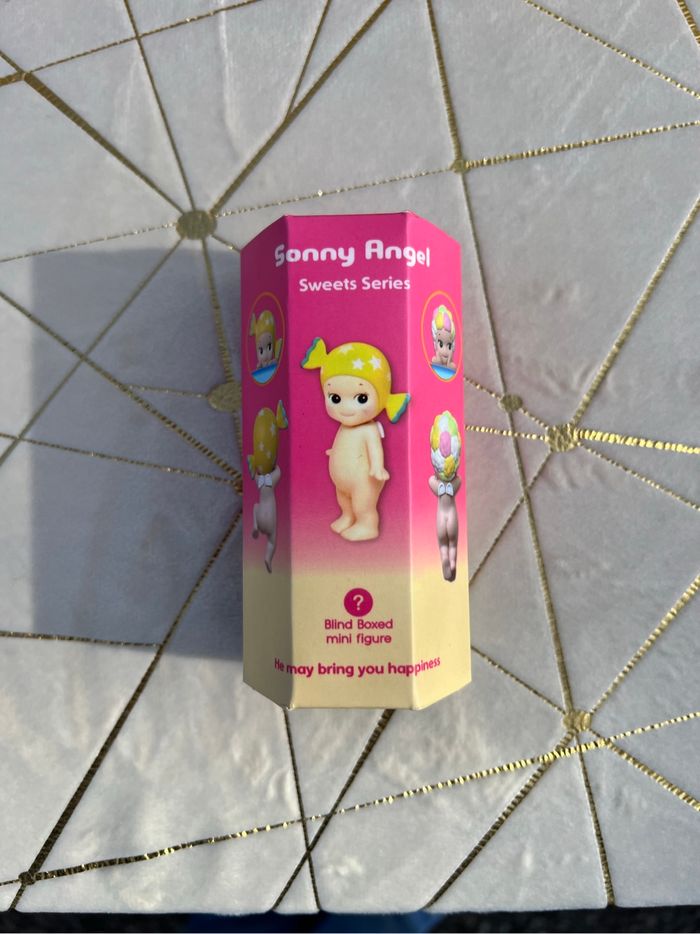 Sonny Angel
Sweets Series
?
Blind Boxed
mini figure
He may bring you happiness